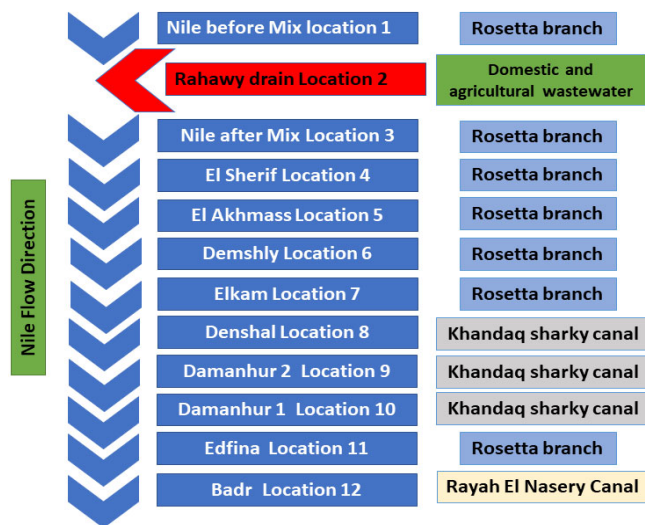 Nile before Mix location 1
Rosetta branch
Rahawy drain Location 2
Domestic and
agricultural wastewater
Nile after Mix Location 3
Rosetta branch
El Sherif Location 4
Rosetta branch
El Akhmass Location 5
Rosetta branch
Demshly Location 6
Rosetta branch
Elkam Location 7
Rosetta branch
Denshal Location 8
Khandaq sharky canal
Damanhur 2 Location 9
Khandaq sharky canal
Damanhur 1 Location 10
Khandaq sharky canal
Edfina Location 11
Rosetta branch
Badr Location 12
Rayah El Nasery Canal
Nile Flow Direction